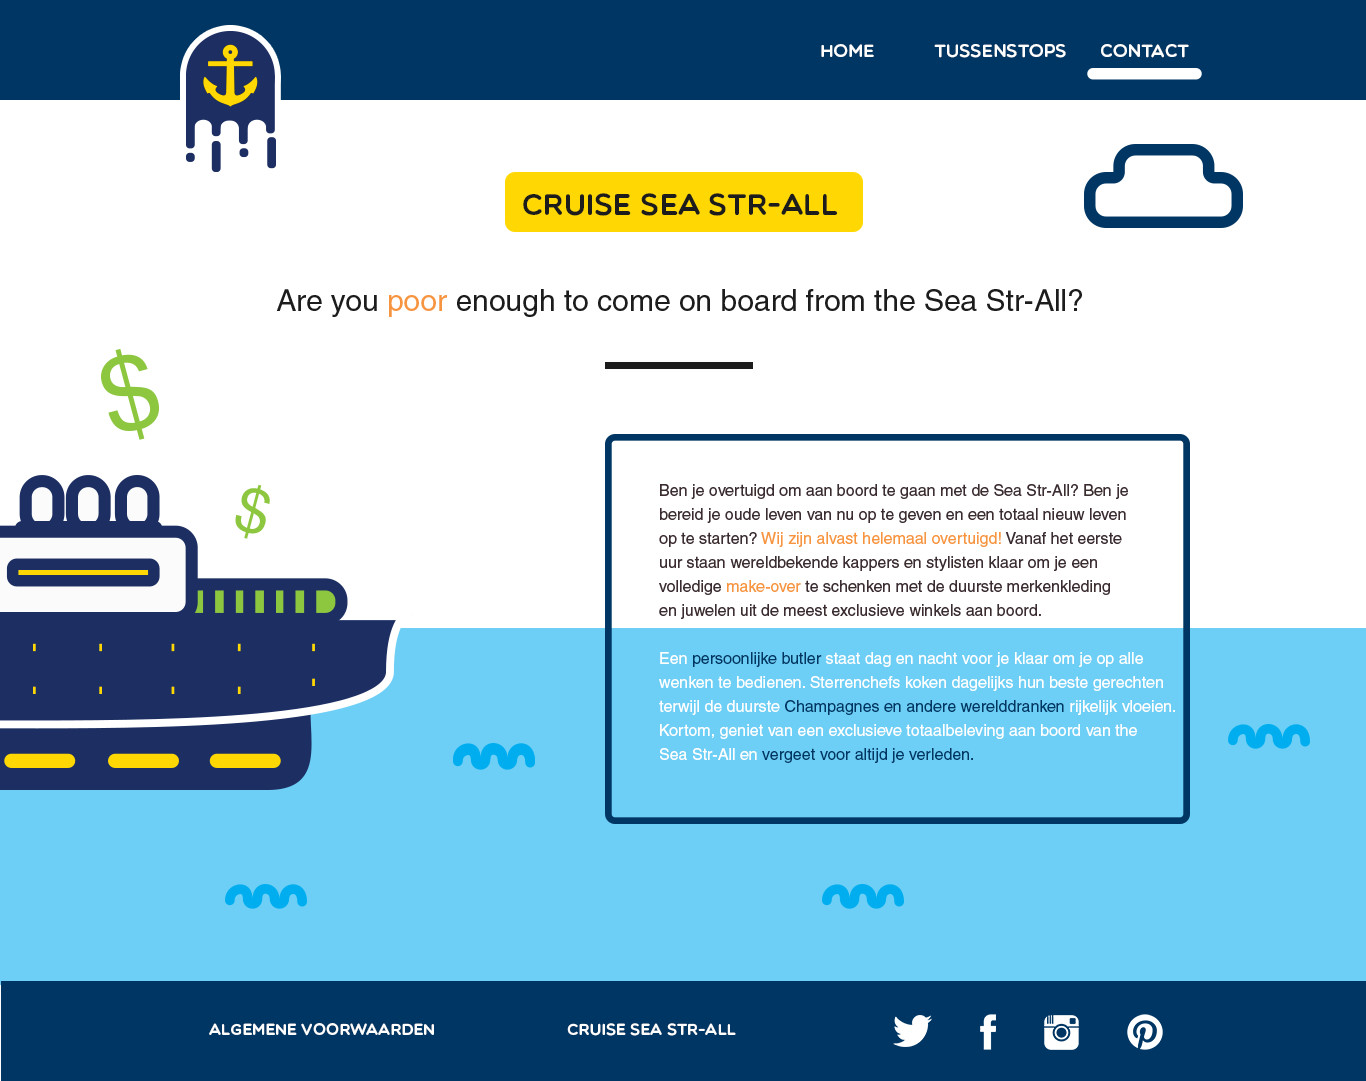 HOME TUSSENSTOPS CONTACT
CRUISE SEA STR-ALL
Are you poor enough to come on board from the Sea Str-All?
$
$
Ben je overtuigd om aan boord te gaan met de Sea Str-All? Ben je
bereid je oude leven van nu op te geven en een totaal nieuw leven
op te starten? Wij zijn alvast helemaal overtuigd! Vanaf het eerste
uur staan wereldbekende kappers en stylisten klaar om je een
volledige make-over te schenken met de duurste merkenkleding
en juwelen uit de meest exclusieve winkels aan boord.
Een persoonlijke butler staat dag en nacht voor je klaar om je op alle
wenken te bedienen. Sterrenchefs koken dagelijks hun beste gerechten
terwijl de duurste Champagnes en andere werelddranken rijkelijk vloeien.
Kortom, geniet van een exclusieve totaalbeleving aan boord van the
Sea Str-All en vergeet voor altijd je verleden.
ALGEMENE VOORWAARDEN CRUISE SEA STR-ALL